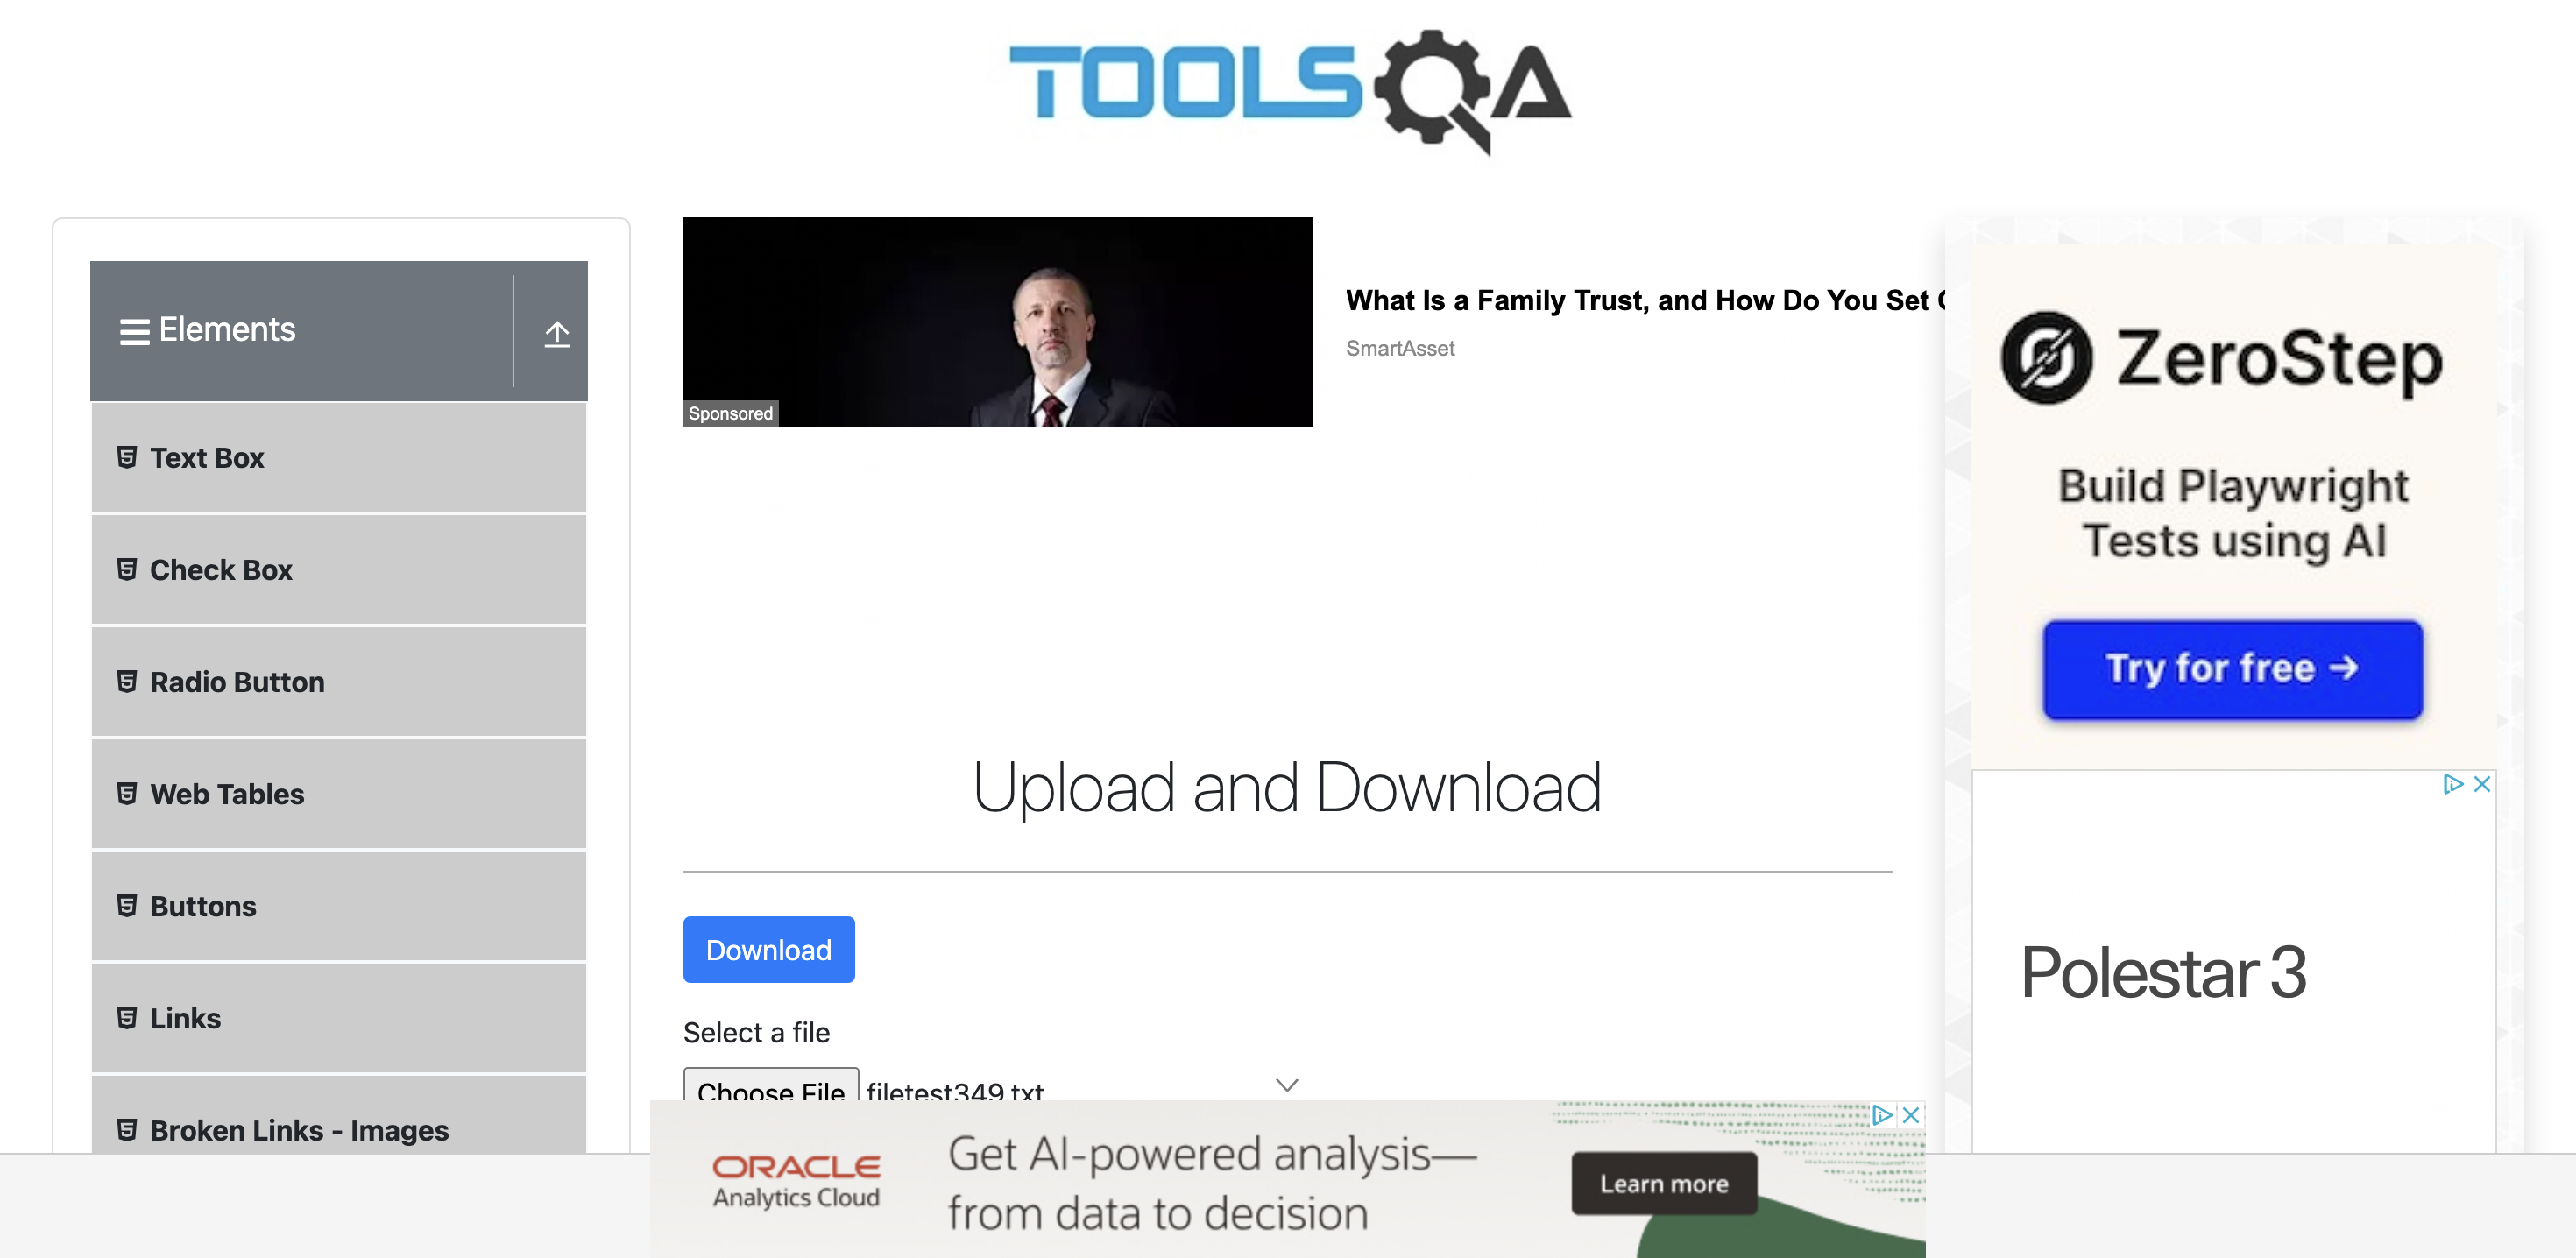 TOOLSQA
Elements
Text Box
Check Box
Radio Button
Web Tables
Buttons
Links
Broken Links - Images
Sponsored
What Is a Family Trust, and How Do You Set
SmartAsset
Upload and Download
Download
Select a file
Choose File filetest349.txt
ORACLE
Analytics Cloud
Get AI-powered analysis—
from data to decision
Learn more
ZeroStep
Build Playwright
Tests using AI
Try for free →
Polestar 3